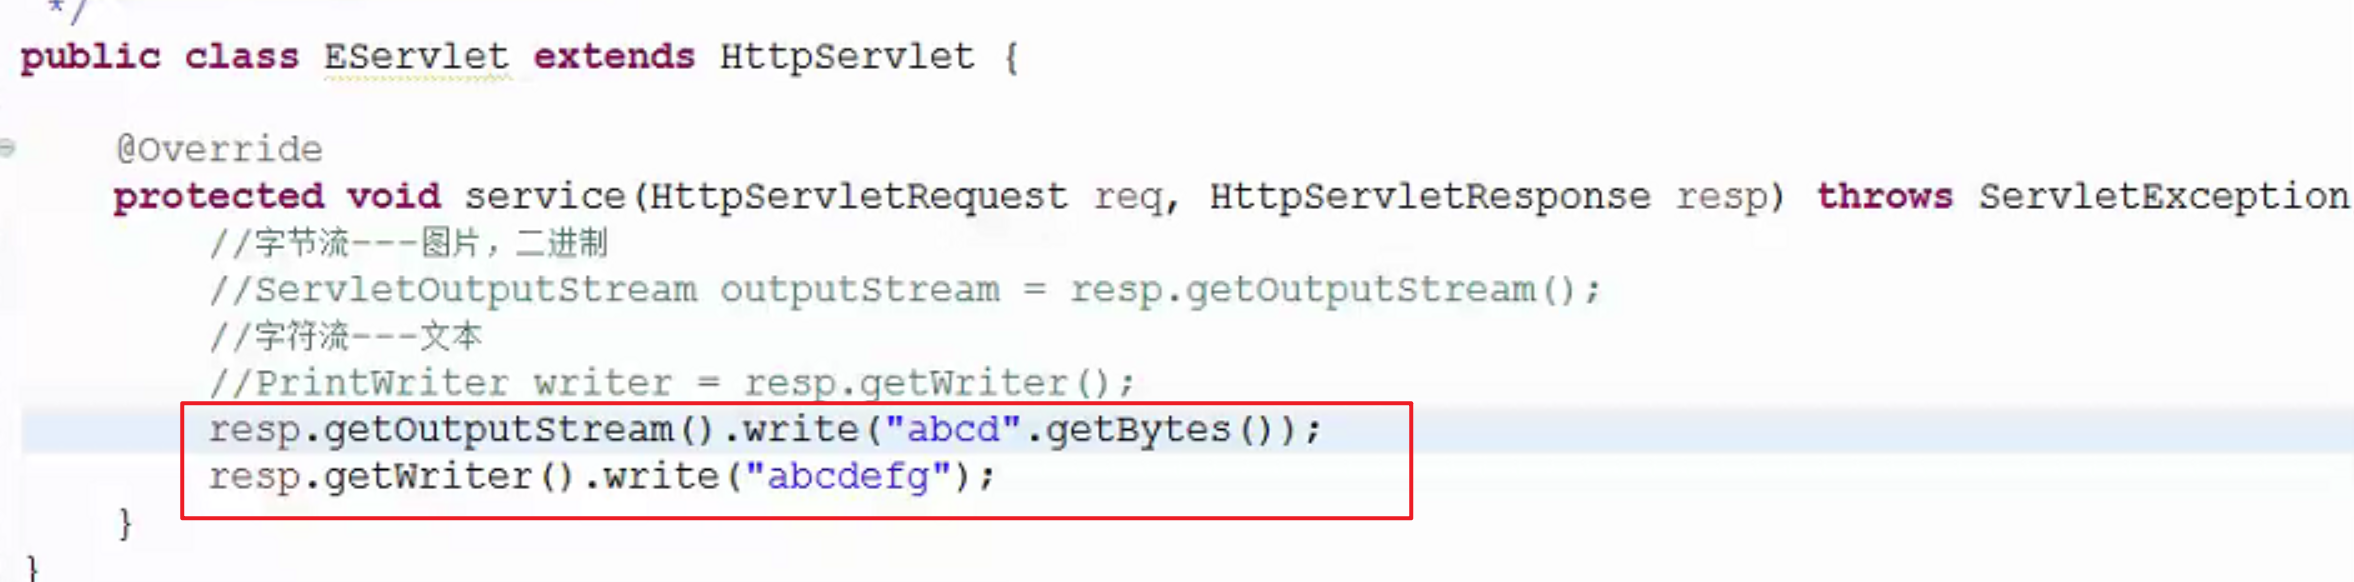 */
public class EServlet extends HttpServlet {
@Override
protected void service(HttpServletRequest req, HttpServletResponse resp) throws ServletException
//字节流---图片，二进制
//ServletOutputStream outputStream = resp.getOutputStream();
//字符流---文本
//PrintWriter writer = resp.getWriter();
resp.getOutputStream().write("abcd".getBytes());
resp.getWriter().write("abcdefg");
}
}